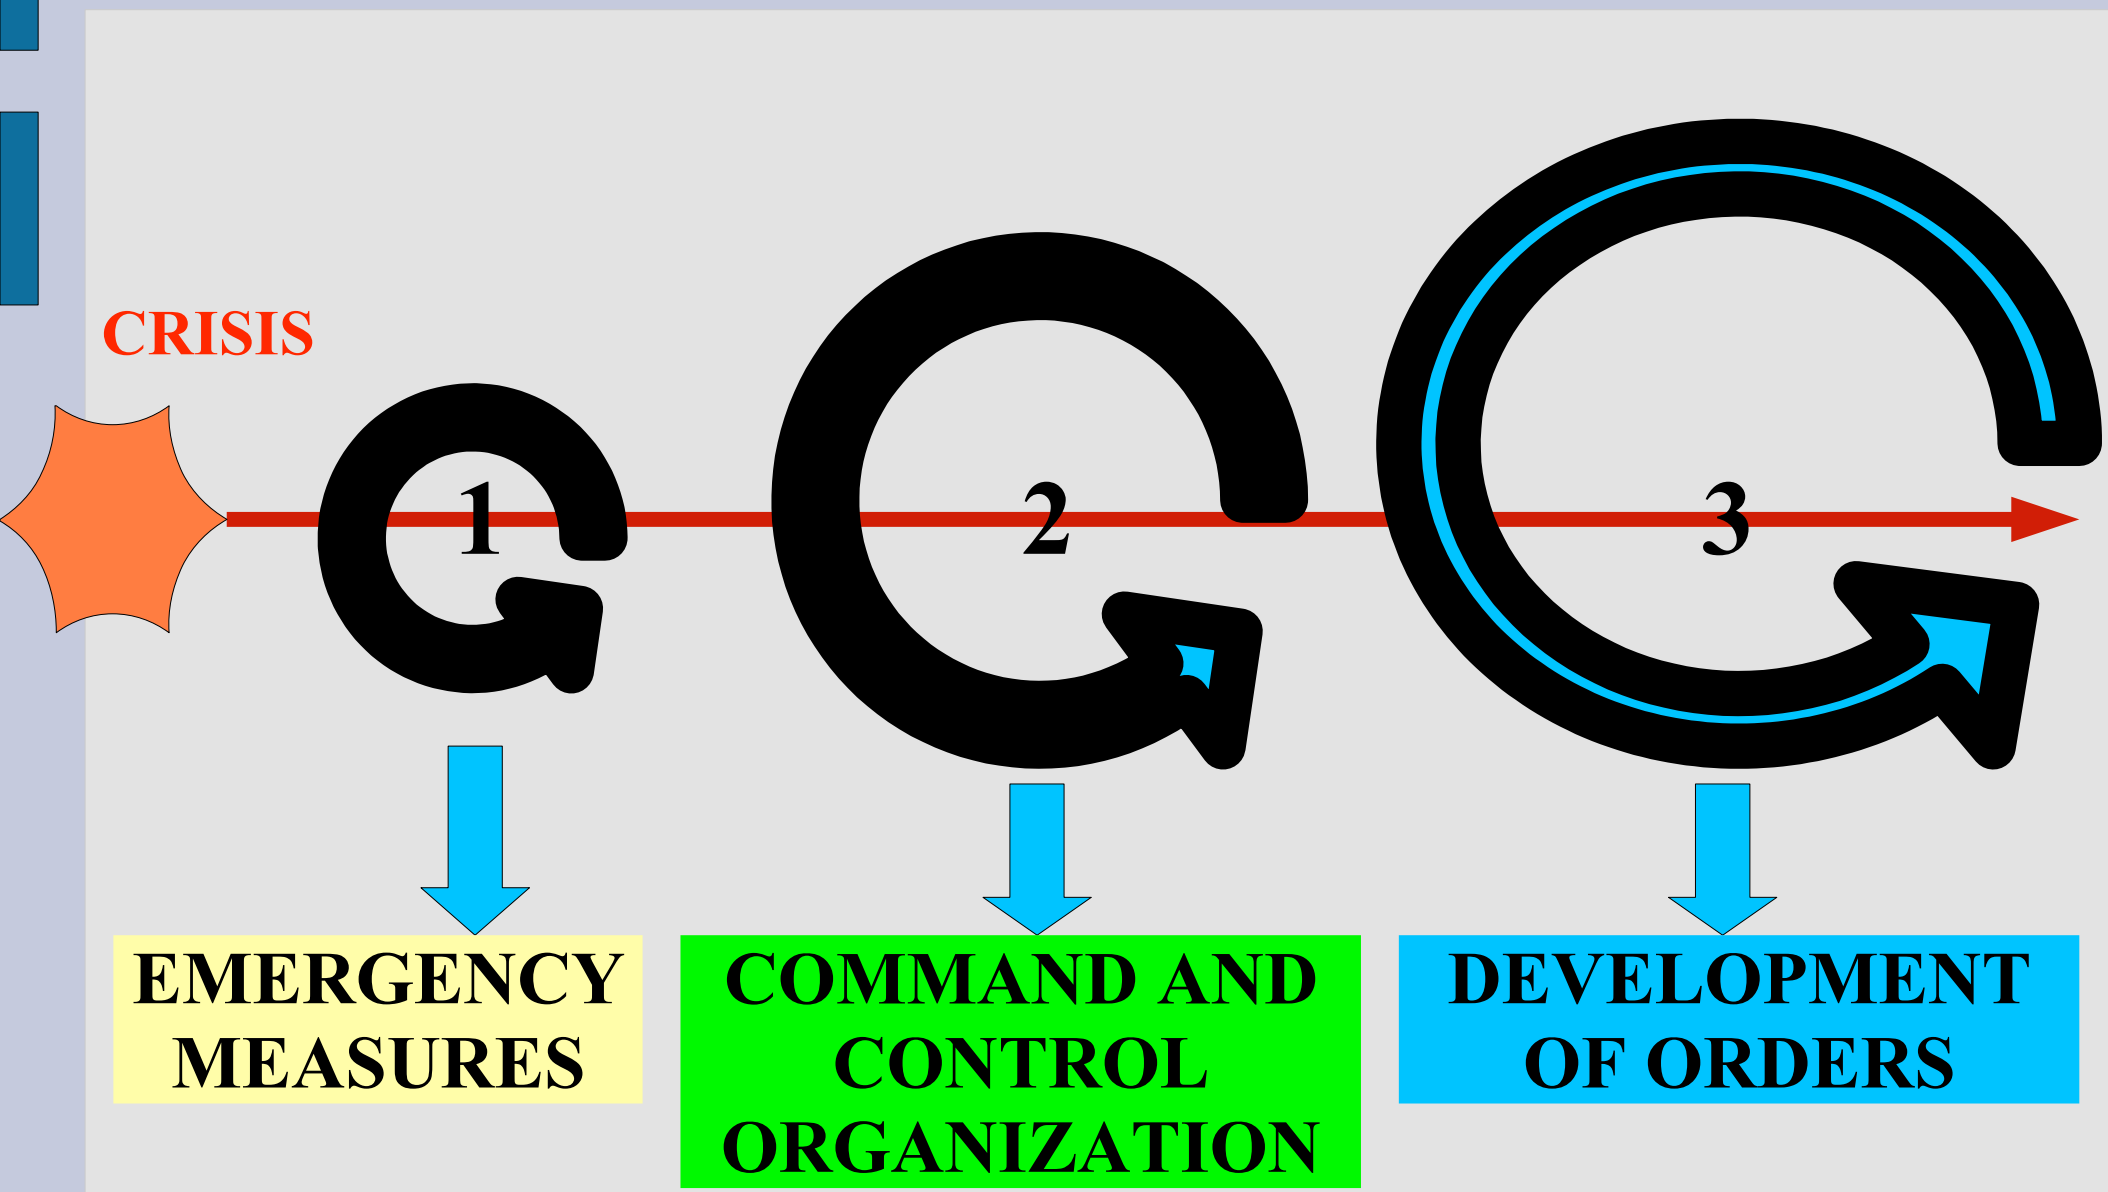 CRISIS
1
2
3
EMERGENCY
MEASURES
COMMAND AND
CONTROL
ORGANIZATION
DEVELOPMENT
OF ORDERS